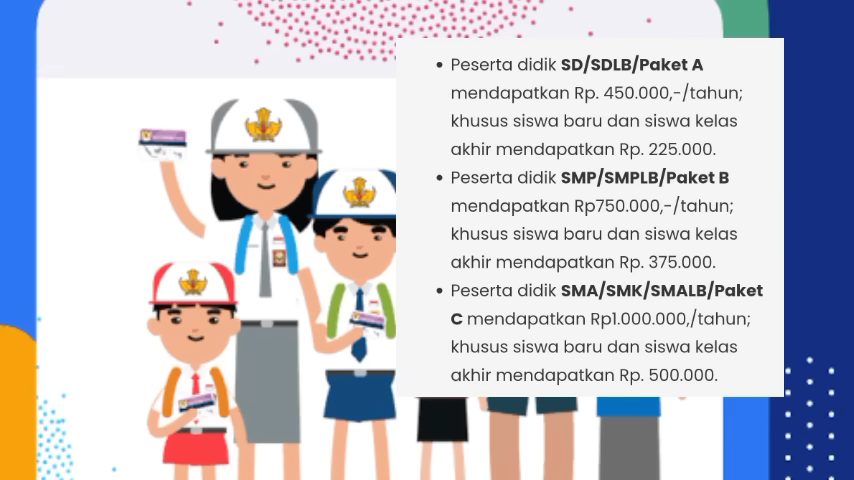 • Peserta didik SD/SDLB/Paket A
mendapatkan Rp. 450.000,-/tahun;
khusus siswa baru dan siswa kelas
akhir mendapatkan Rp. 225.000.
• Peserta didik SMP/SMPLB/Paket B
mendapatkan Rp750.000,-/tahun;
khusus siswa baru dan siswa kelas
akhir mendapatkan Rp. 375.000.
• Peserta didik SMA/SMK/SMALB/Paket
C mendapatkan Rp1.000.000,/tahun;
khusus siswa baru dan siswa kelas
akhir mendapatkan Rp. 500.000.